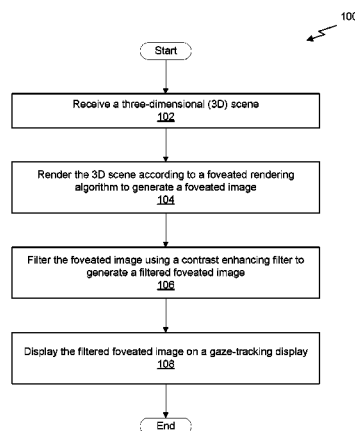 100
Start
Receive a three-dimensional (3D) scene
102
Render the 3D scene according to a foveated rendering
algorithm to generate a foveated image
104
Filter the foveated image using a contrast enhancing filter to
generate a filtered foveated image
106
Display the filtered foveated image on a gaze-tracking display
108
End